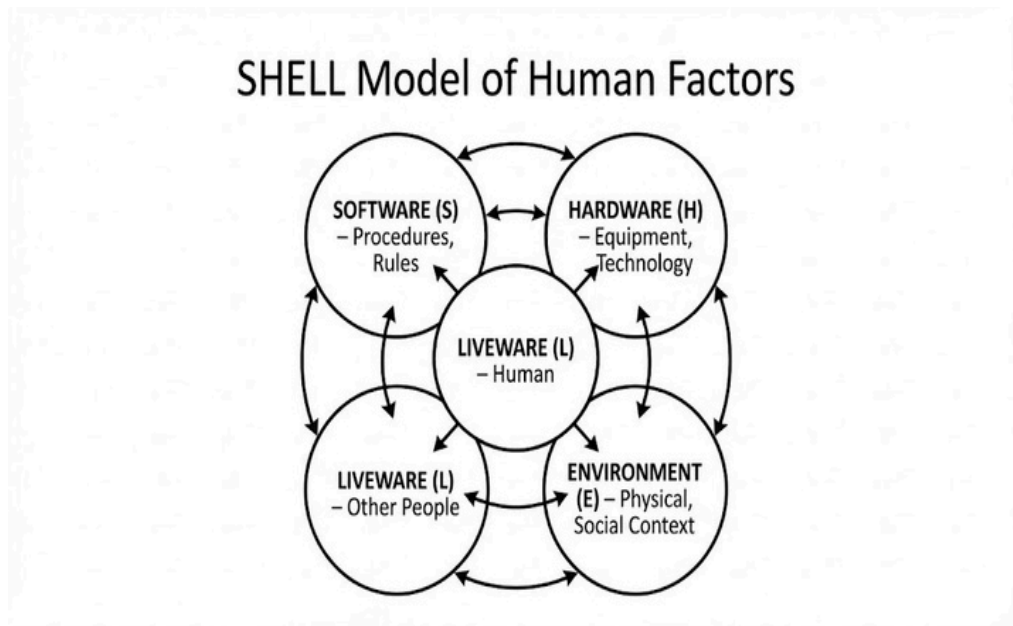 SHELL Model of Human Factors
SOFTWARE (S)
– Procedures,
Rules
HARDWARE (H)
– Equipment,
Technology
LIVEWARE (L)
– Human
LIVEWARE (L)
– Other People
ENVIRONMENT
(E) – Physical,
Social Context